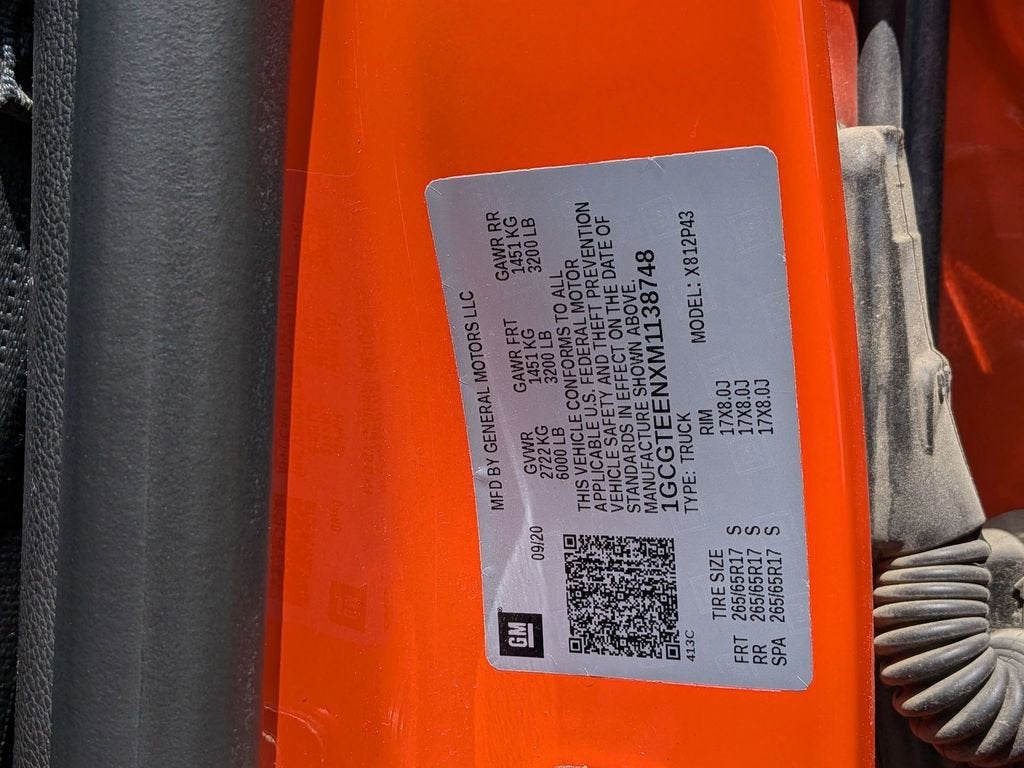 GM
MFD BY GENERAL MOTORS LLC
09/20
GVWR GAWR FRT GAWR RR
2722 KG 1451 KG 1451 KG
6000 LB 3200 LB 3200 LB
THIS VEHICLE CONFORMS TO ALL
APPLICABLE U.S. FEDERAL MOTOR
VEHICLE SAFETY AND THEFT PREVENTION
STANDARDS IN EFFECT ON THE DATE OF
MANUFACTURE SHOWN ABOVE.
1GCGTEENXM1138748
413C TYPE: TRUCK MODEL: X812P43
TIRE SIZE RIM
FRT 265/65R17 S 17X8.0J
RR 265/65R17 S 17X8.0J
SPA 265/65R17 S 17X8.0J